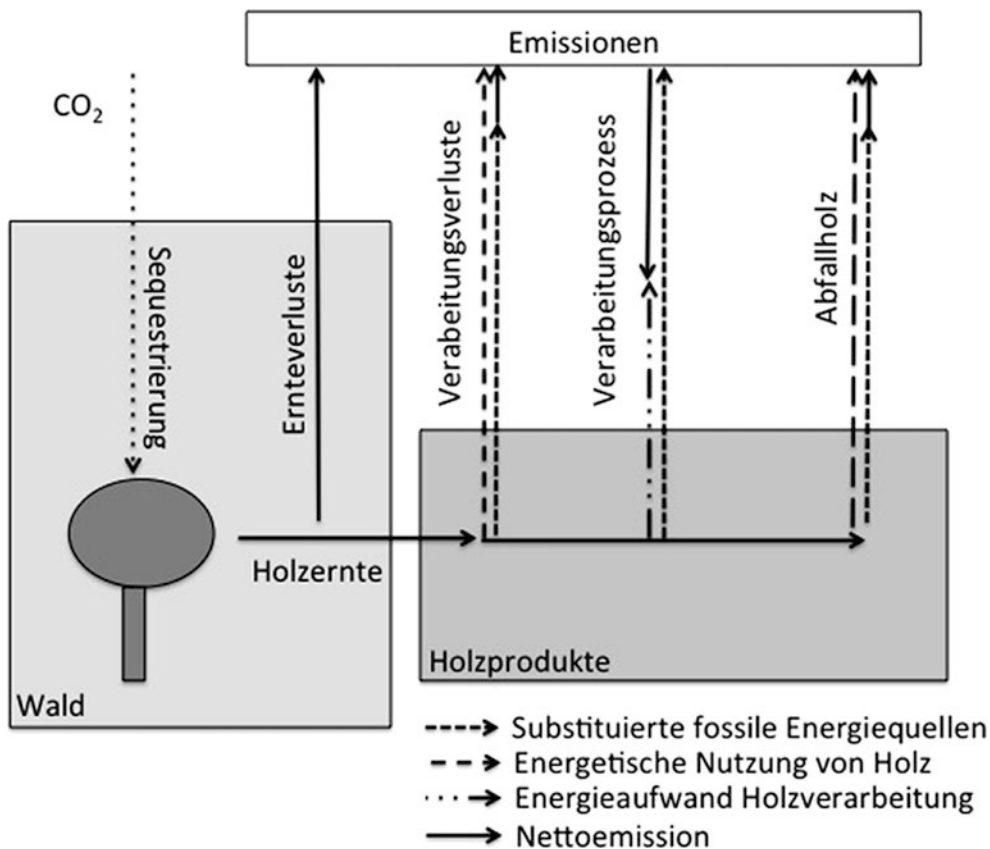 Emissionen
CO₂
Sequestrierung
Ernteverluste
Verabeitungsverluste
Verarbeitungsprozess
Abfallholz
Holzernte
Holzprodukte
Wald
Substituierte fossile Energiequellen
Energetische Nutzung von Holz
Energieaufwand Holzverarbeitung
Nettoemission